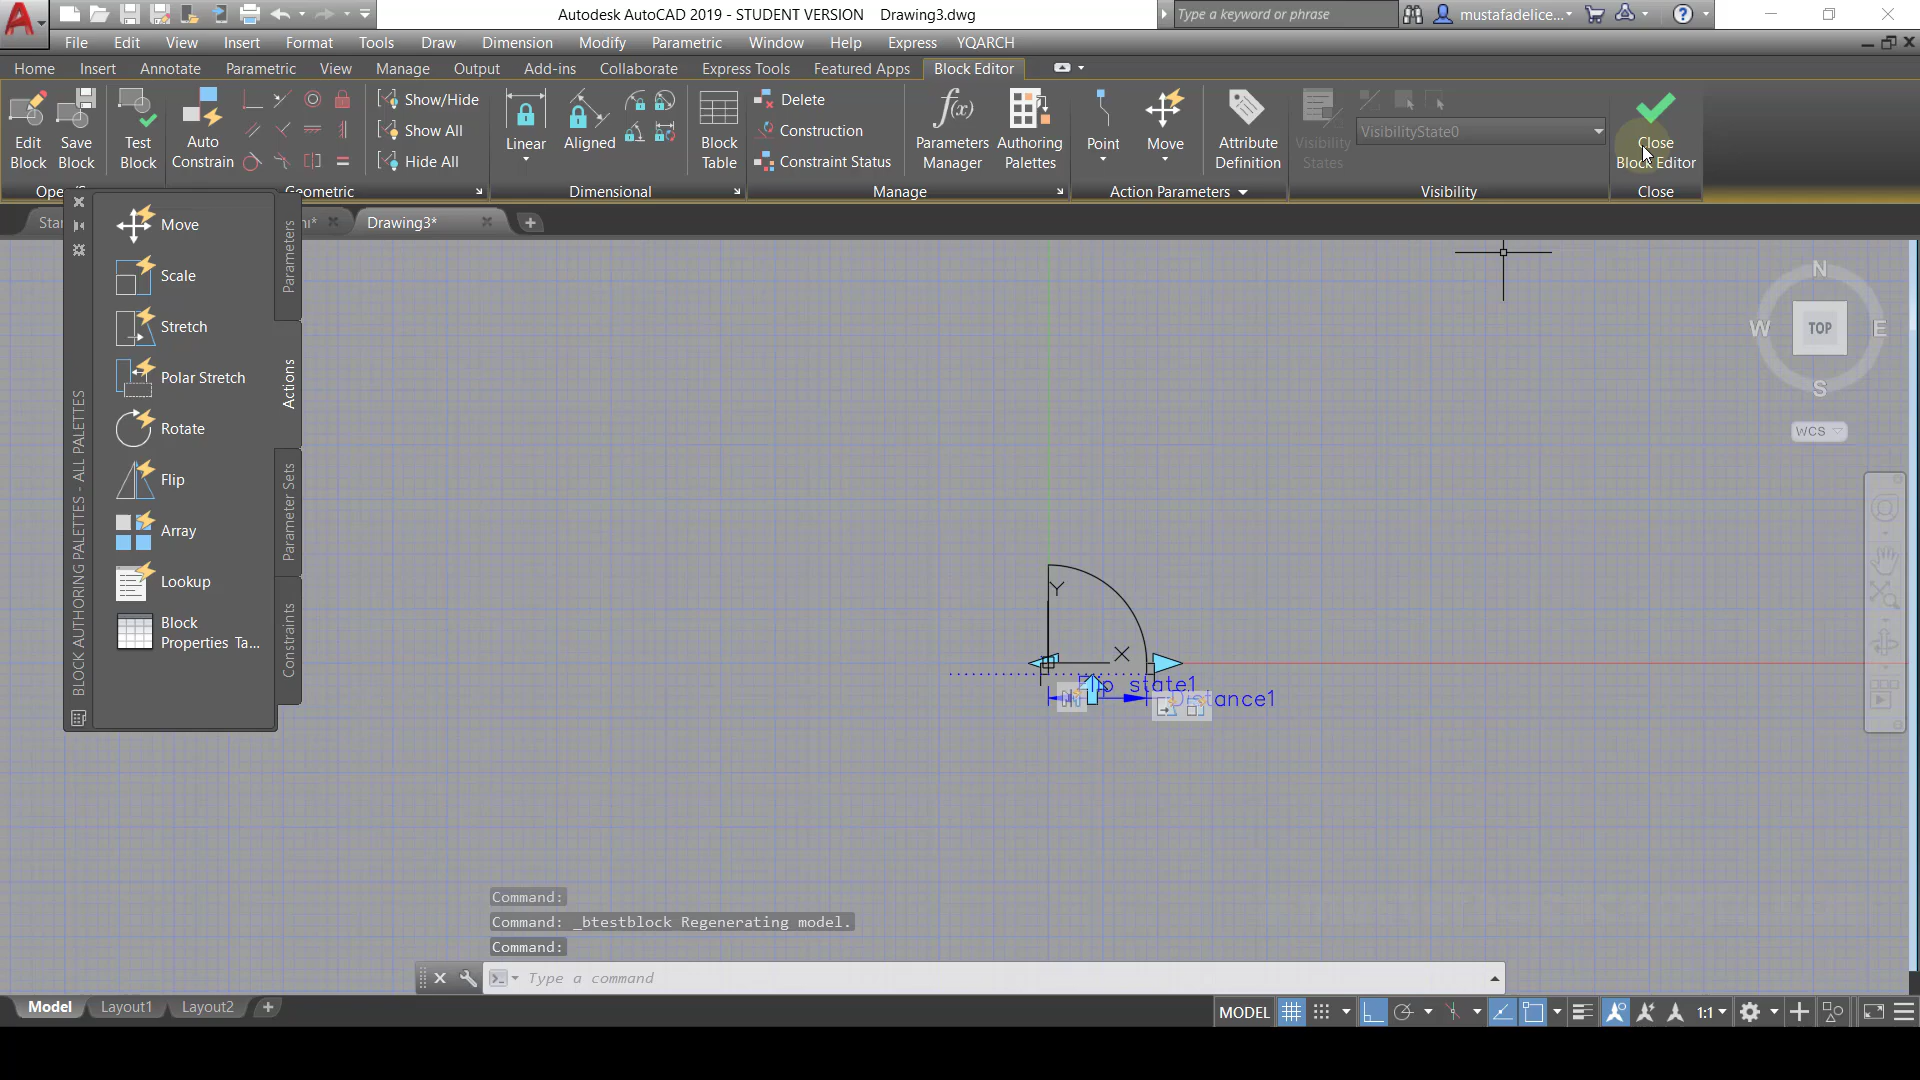 Autodesk AutoCAD 2019 - STUDENT VERSION Drawing3.dwg
Type a keyword or phrase
mustafadelice...
File Edit View Insert Format Tools Draw Dimension Modify Parametric Window Help Express YQARCH
Home Insert Annotate Parametric View Manage Output Add-ins Collaborate Express Tools Featured Apps Block Editor
Edit Block
Save Block
Test Block
Auto Constrain
Show/Hide
Show All
Hide All
Linear
Aligned
Block Table
Delete
Construction
Constraint Status
Parameters Manager
Authoring Palettes
Point
Move
Attribute Definition
Visibility States
VisibilityState0
Close Block Editor
Geometric
Dimensional
Manage
Action Parameters
Visibility
Close
Drawing3*
Move
Scale
Stretch
Polar Stretch
Rotate
Flip
Array
Lookup
Block
Properties Ta...
Parameters
Actions
Parameter Sets
Constraints
BLOCK AUTHORING PALETTES - ALL PALETTES
N
W
TOP
E
S
WCS
Y
X
Flip state1
Distance1
Command:
Command: _btestblock Regenerating model.
Command:
Type a command
Model Layout1 Layout2
MODEL
1:1